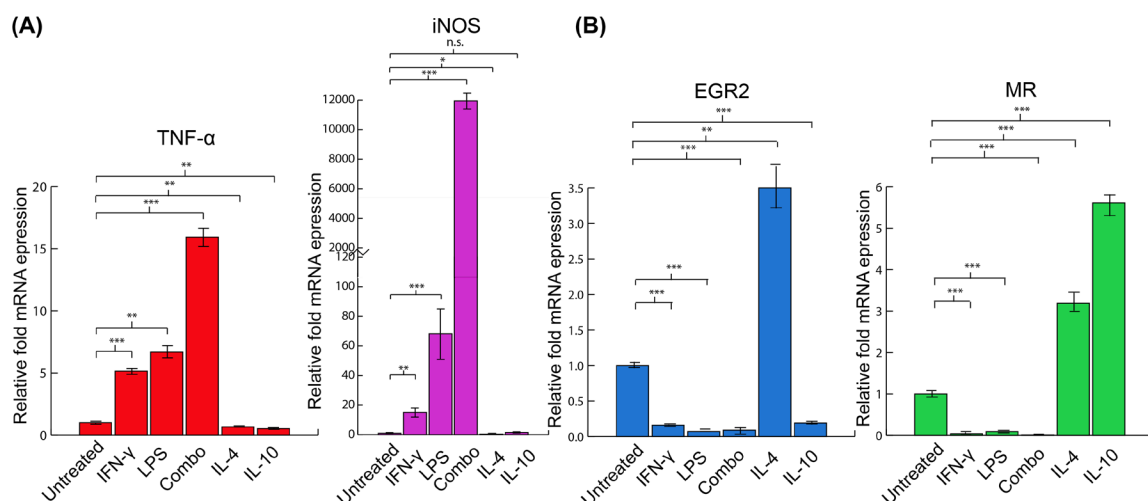 (A)
TNF-α
Relative fold mRNA epression
20
15
10
5
0
***
**
***
**
**
Untreated
IFN-γ
LPS
Combo
IL-4
IL-10
iNOS
Relative fold mRNA epression
12000
10000
8000
6000
4000
2000
120
100
80
60
40
20
0
**
***
***
*
n.s.
Untreated
IFN-γ
LPS
Combo
IL-4
IL-10
(B)
EGR2
Relative fold mRNA epression
3.5
3.0
2.5
2.0
1.5
1.0
0.5
0.0
***
***
***
**
***
Untreated
IFN-γ
LPS
Combo
IL-4
IL-10
MR
Relative fold mRNA epression
6
5
4
3
2
1
0
***
***
***
***
***
Untreated
IFN-γ
LPS
Combo
IL-4
IL-10